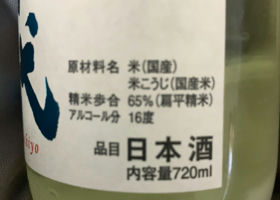 原材料名 米(国産)
米こうじ(国産米)
精米歩合 65%(扁平精米)
アルコール分 16度
品目 日本酒
内容量720ml